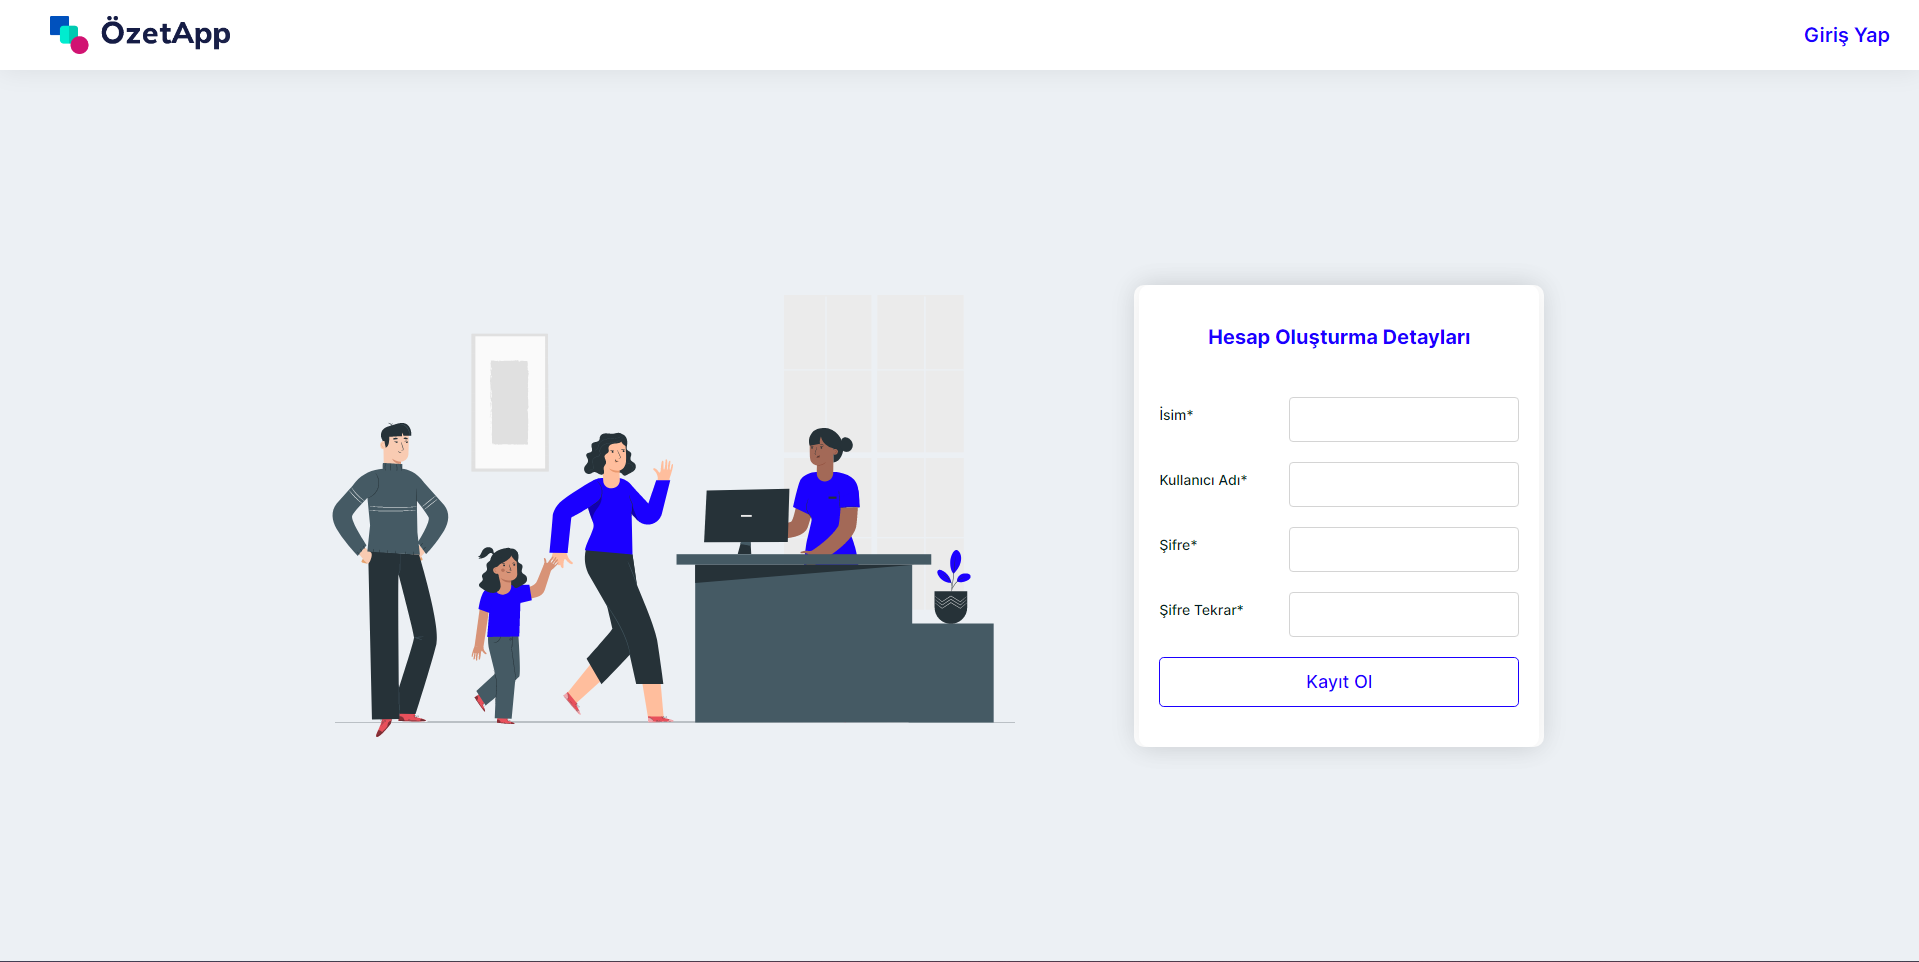 ÖzetApp
Giriş Yap
Hesap Oluşturma Detayları
İsim*
Kullanıcı Adı*
Şifre*
Şifre Tekrar*
Kayıt Ol